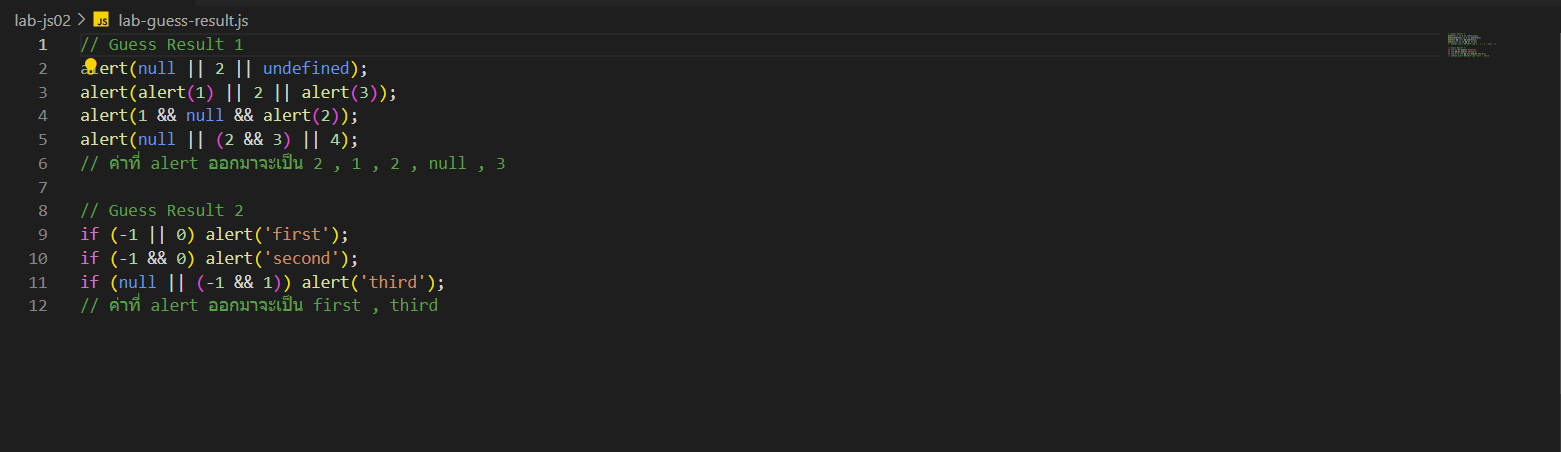 lab-js02 > JS lab-guess-result.js
1 // Guess Result 1
2 alert(null || 2 || undefined);
3 alert(alert(1) || 2 || alert(3));
4 alert(1 && null && alert(2));
5 alert(null || (2 && 3) || 4);
6 // ค่าที่ alert ออกมาจะเป็น 2 , 1 , 2 , null , 3
7
8 // Guess Result 2
9 if (-1 || 0) alert('first');
10 if (-1 && 0) alert('second');
11 if (null || (-1 && 1)) alert('third');
12 // ค่าที่ alert ออกมาจะเป็น first , third